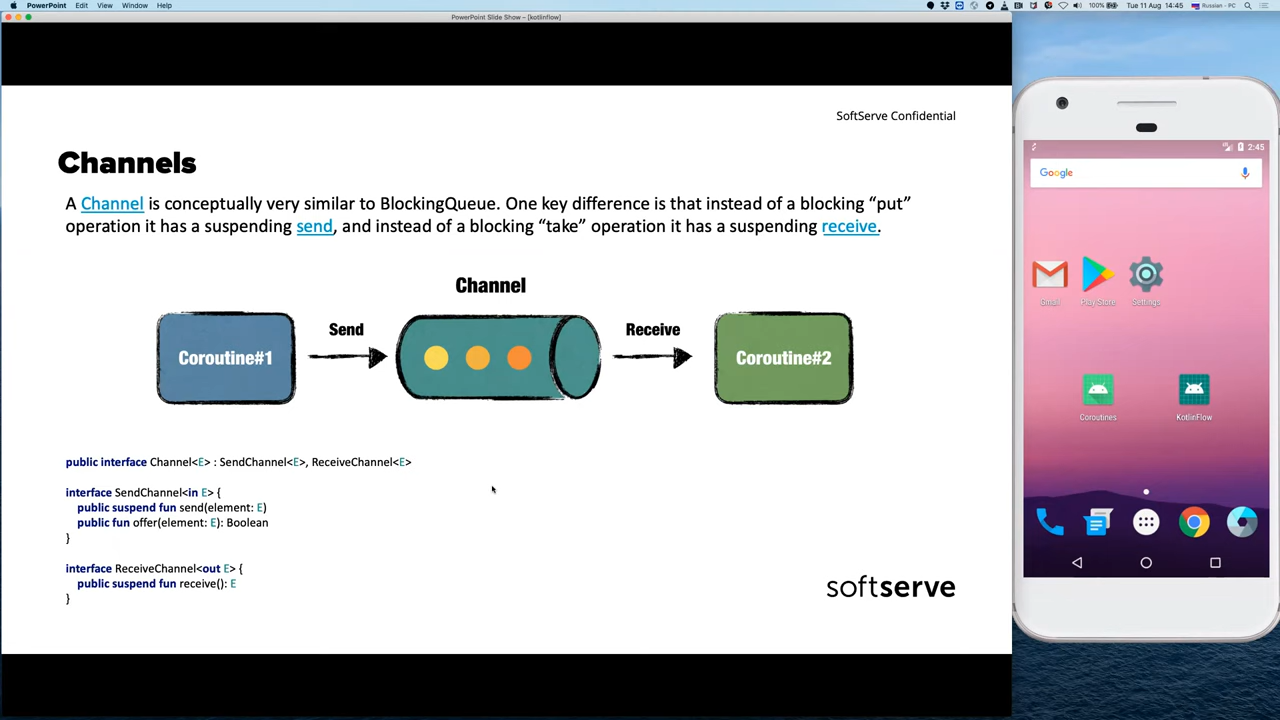 PowerPoint Edit View Window Help
100% Tue 11 Aug 14:45 Russian - PC
PowerPoint Slide Show - [kotlinflow]
SoftServe Confidential
Channels
A Channel is conceptually very similar to BlockingQueue. One key difference is that instead of a blocking “put”
operation it has a suspending send, and instead of a blocking “take” operation it has a suspending receive.
Channel
Coroutine#1
Send
Receive
Coroutine#2
public interface Channel<E> : SendChannel<E>, ReceiveChannel<E>
interface SendChannel<in E> {
public suspend fun send(element: E)
public fun offer(element: E): Boolean
}
interface ReceiveChannel<out E> {
public suspend fun receive(): E
}
softserve
2:45
Google
Gmail
Play Store
Settings
Coroutines
KotlinFlow